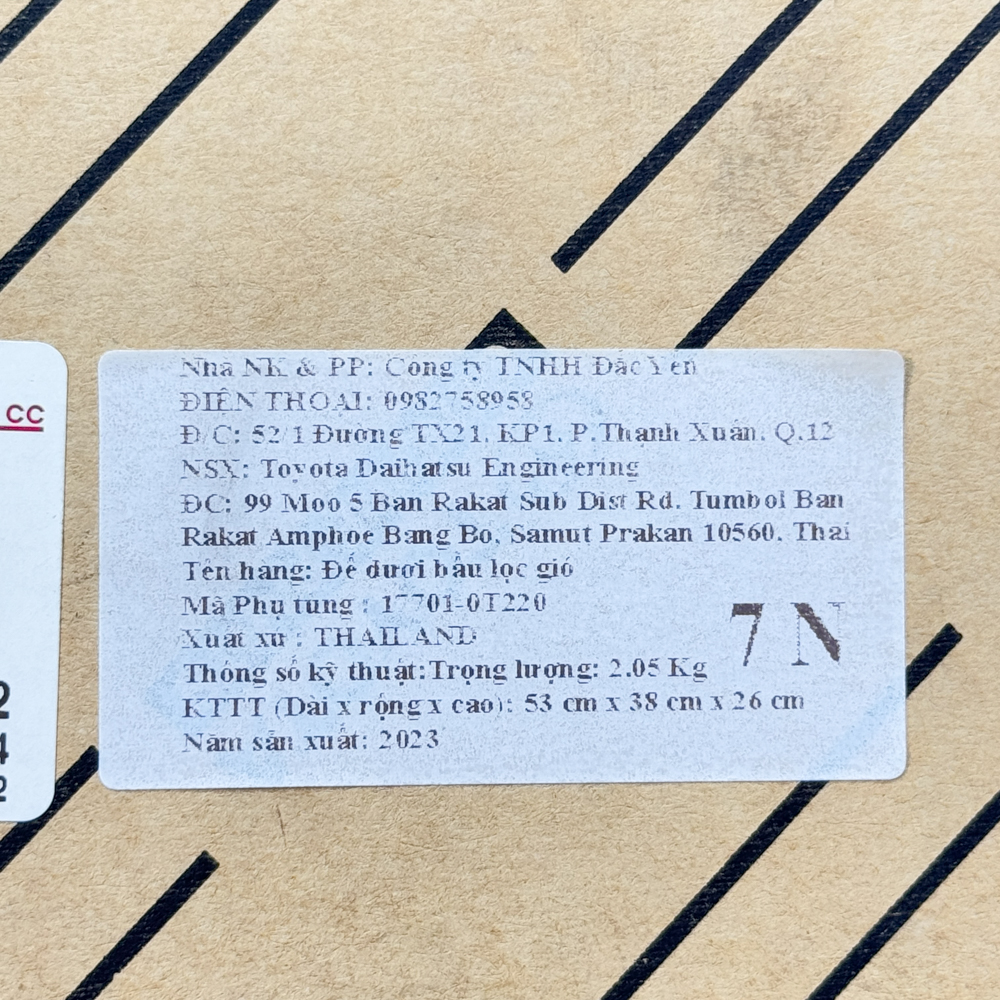 Nhà NK & PP: Công ty TNHH Đắc Yến
ĐIỆN THOẠI: 0982758958
Đ/C: 52/1 Đường TX21, KP1, P.Thạnh Xuân, Q.12
NSX: Toyota Daihatsu Engineering
ĐC: 99 Moo 5 Ban Rakat Sub Dist Rd. Tumbol Ban
Rakat Amphoe Bang Bo, Samut Prakan 10560, Thai
Tên hàng: Đế dưới bầu lọc gió
Mã Phụ tùng : 17701-0T220
Xuất xứ : THAILAND
7 N
Thông số kỹ thuật:Trọng lượng: 2.05 Kg
KTTT (Dài x rộng x cao): 53 cm x 38 cm x 26 cm
Năm sản xuất: 2023
CC
2
4
2